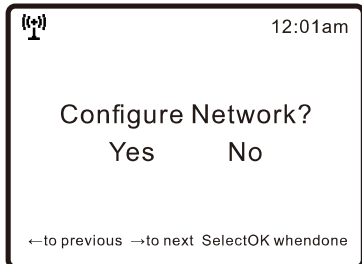 12:01am
Configure Network?
Yes No
←to previous →to next SelectOK whendone